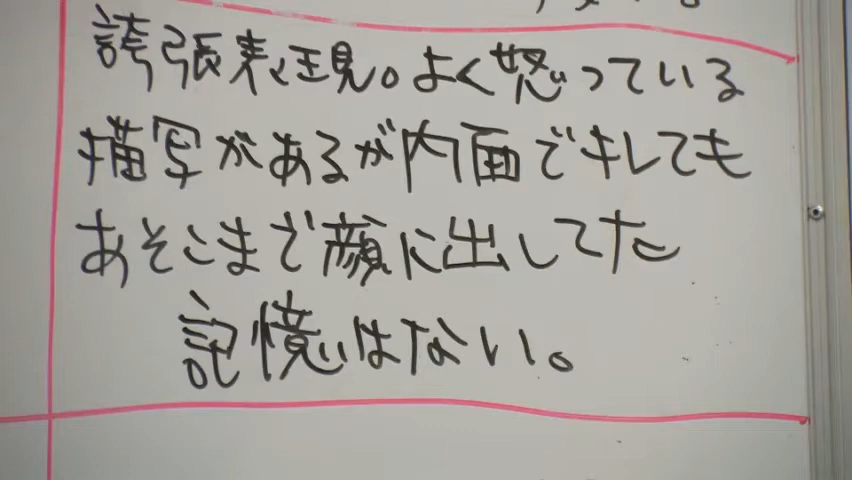 誇張表現。よく怒っている
描写があるが内面でキレても
あそこまで顔に出してた
記憶はない。